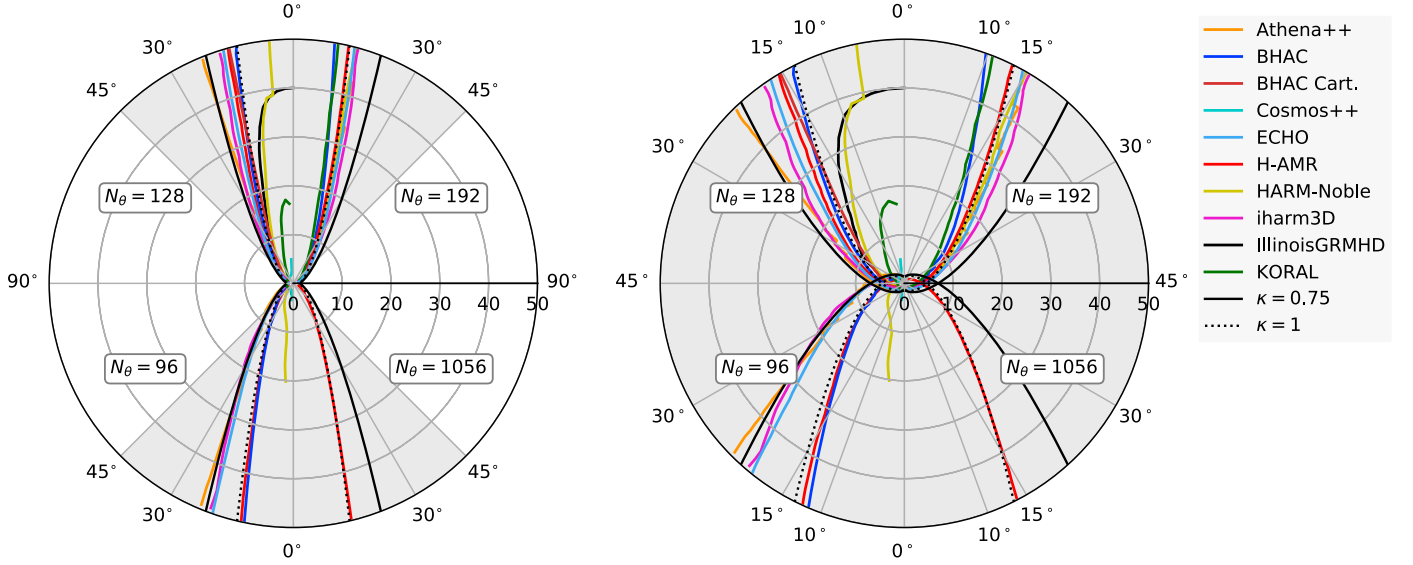 0°
30°
30°
45°
45°
N_θ = 128
N_θ = 192
90°
90°
0
10
20
30
40
50
N_θ = 96
N_θ = 1056
45°
45°
30°
30°
0°
0°
10°
10°
15°
15°
30°
30°
N_θ = 128
N_θ = 192
45°
45°
0
10
20
30
40
50
N_θ = 96
N_θ = 1056
30°
30°
15°
15°
10°
10°
0°
Athena++
BHAC
BHAC Cart.
Cosmos++
ECHO
H-AMR
HARM-Noble
iharm3D
IllinoisGRMHD
KORAL
κ = 0.75
κ = 1